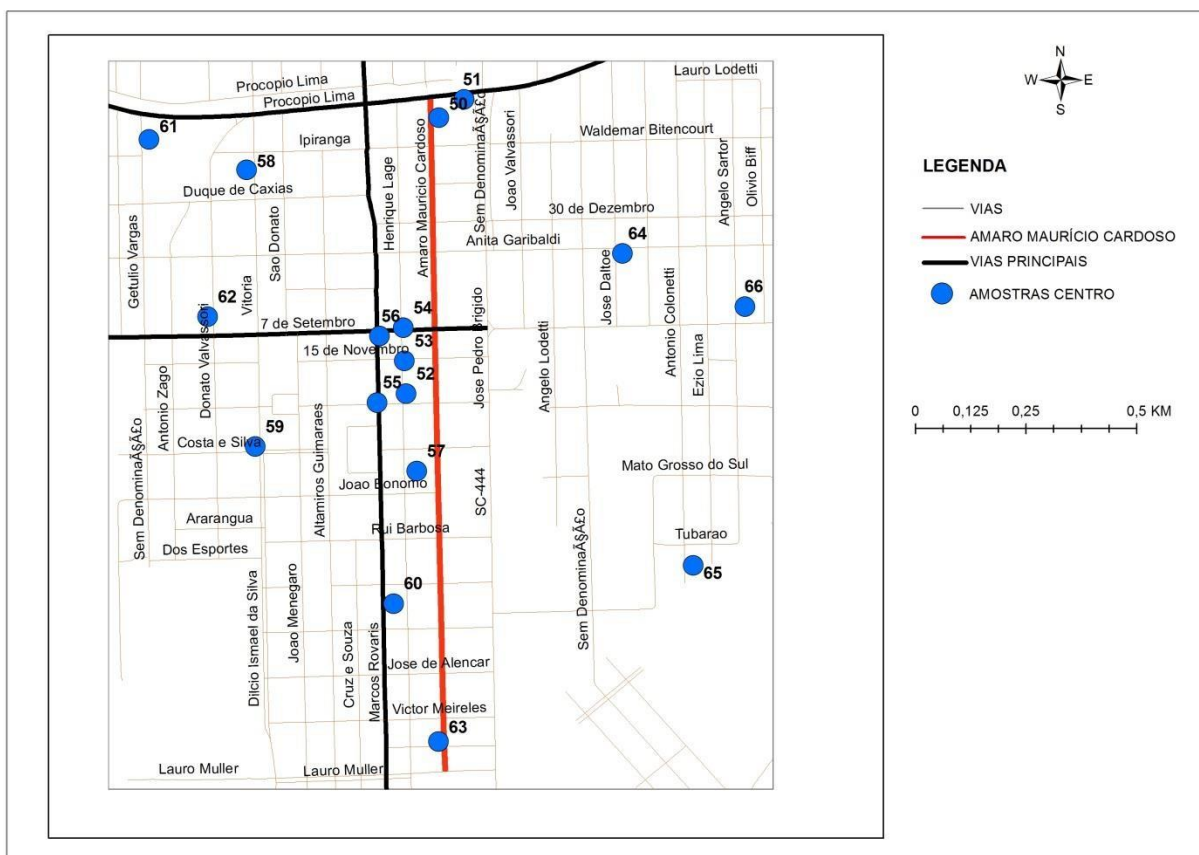 N
W E
S
LEGENDA
VIAS
AMARO MAURÍCIO CARDOSO
VIAS PRINCIPAIS
AMOSTRAS CENTRO
0 0,125 0,25 0,5 KM
Procopio Lima
Procopio Lima
Lauro Lodetti
51
50
61
58
Ipiranga
Waldemar Bitencourt
Duque de Caxias
30 de Dezembro
Anita Garibaldi
64
66
62
54
56
53
7 de Setembro
15 de Novembro
52
55
59
57
Costa e Silva
Joao Bonomo
Mato Grosso do Sul
Ararangua
Rui Barbosa
Dos Esportes
Tubarao
65
60
Jose de Alencar
Victor Meireles
63
Lauro Muller
Lauro Muller
Getulio Vargas
Sao Donato
Vitoria
Donato Valvassori
Antonio Zago
Sem DenominaÃ§Ã£o
Henrique Lage
Amaro Mauricio Cardoso
Sem DenominaÃ§Ã£o
Joao Valvassori
Angelo Sartor
Olivio Biff
Jose Daltoe
Antonio Colonetti
Ezio Lima
Jose Pedro Brigido
Angelo Lodetti
Altamiros Guimaraes
SC-444
Sem DenominaÃ§Ã£o
Dilcio Ismael da Silva
Joao Menegaro
Cruz e Souza
Marcos Rovaris